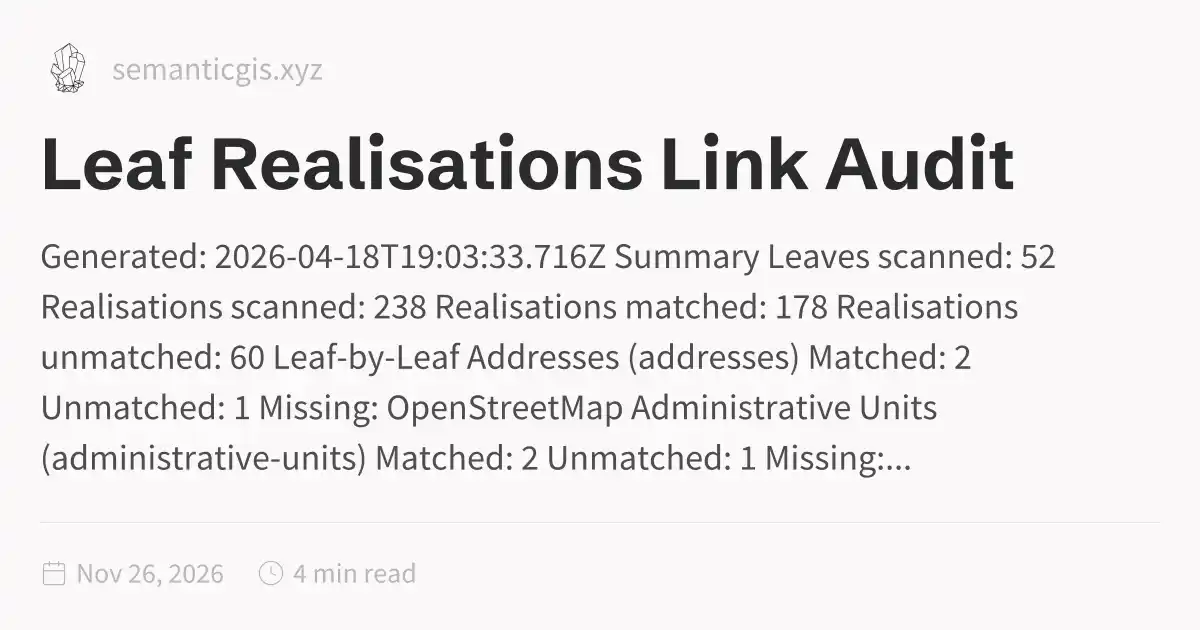 semanticgis.xyz
Leaf Realisations Link Audit
Generated: 2026-04-18T19:03:33.716Z Summary Leaves scanned: 52
Realisations scanned: 238 Realisations matched: 178 Realisations
unmatched: 60 Leaf-by-Leaf Addresses (addresses) Matched: 2
Unmatched: 1 Missing: OpenStreetMap Administrative Units
(administrative-units) Matched: 2 Unmatched: 1 Missing:...
Nov 26, 2026 4 min read